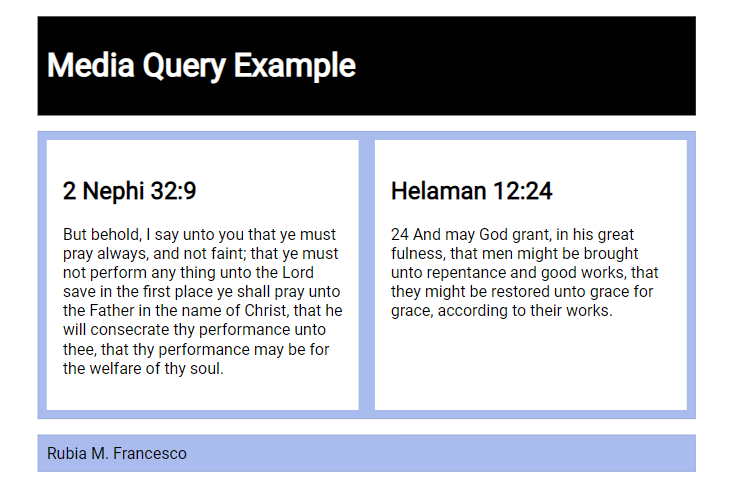 Media Query Example
2 Nephi 32:9
But behold, I say unto you that ye must
pray always, and not faint; that ye must
not perform any thing unto the Lord
save in the first place ye shall pray unto
the Father in the name of Christ, that he
will consecrate thy performance unto
thee, that thy performance may be for
the welfare of thy soul.
Helaman 12:24
24 And may God grant, in his great
fulness, that men might be brought
unto repentance and good works, that
they might be restored unto grace for
grace, according to their works.
Rubia M. Francesco